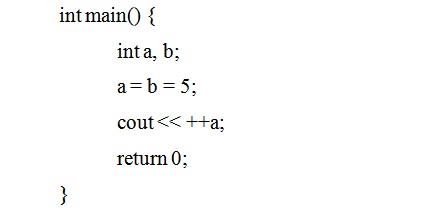 int main() {
int a, b;
a = b = 5;
cout << ++a;
return 0;
}